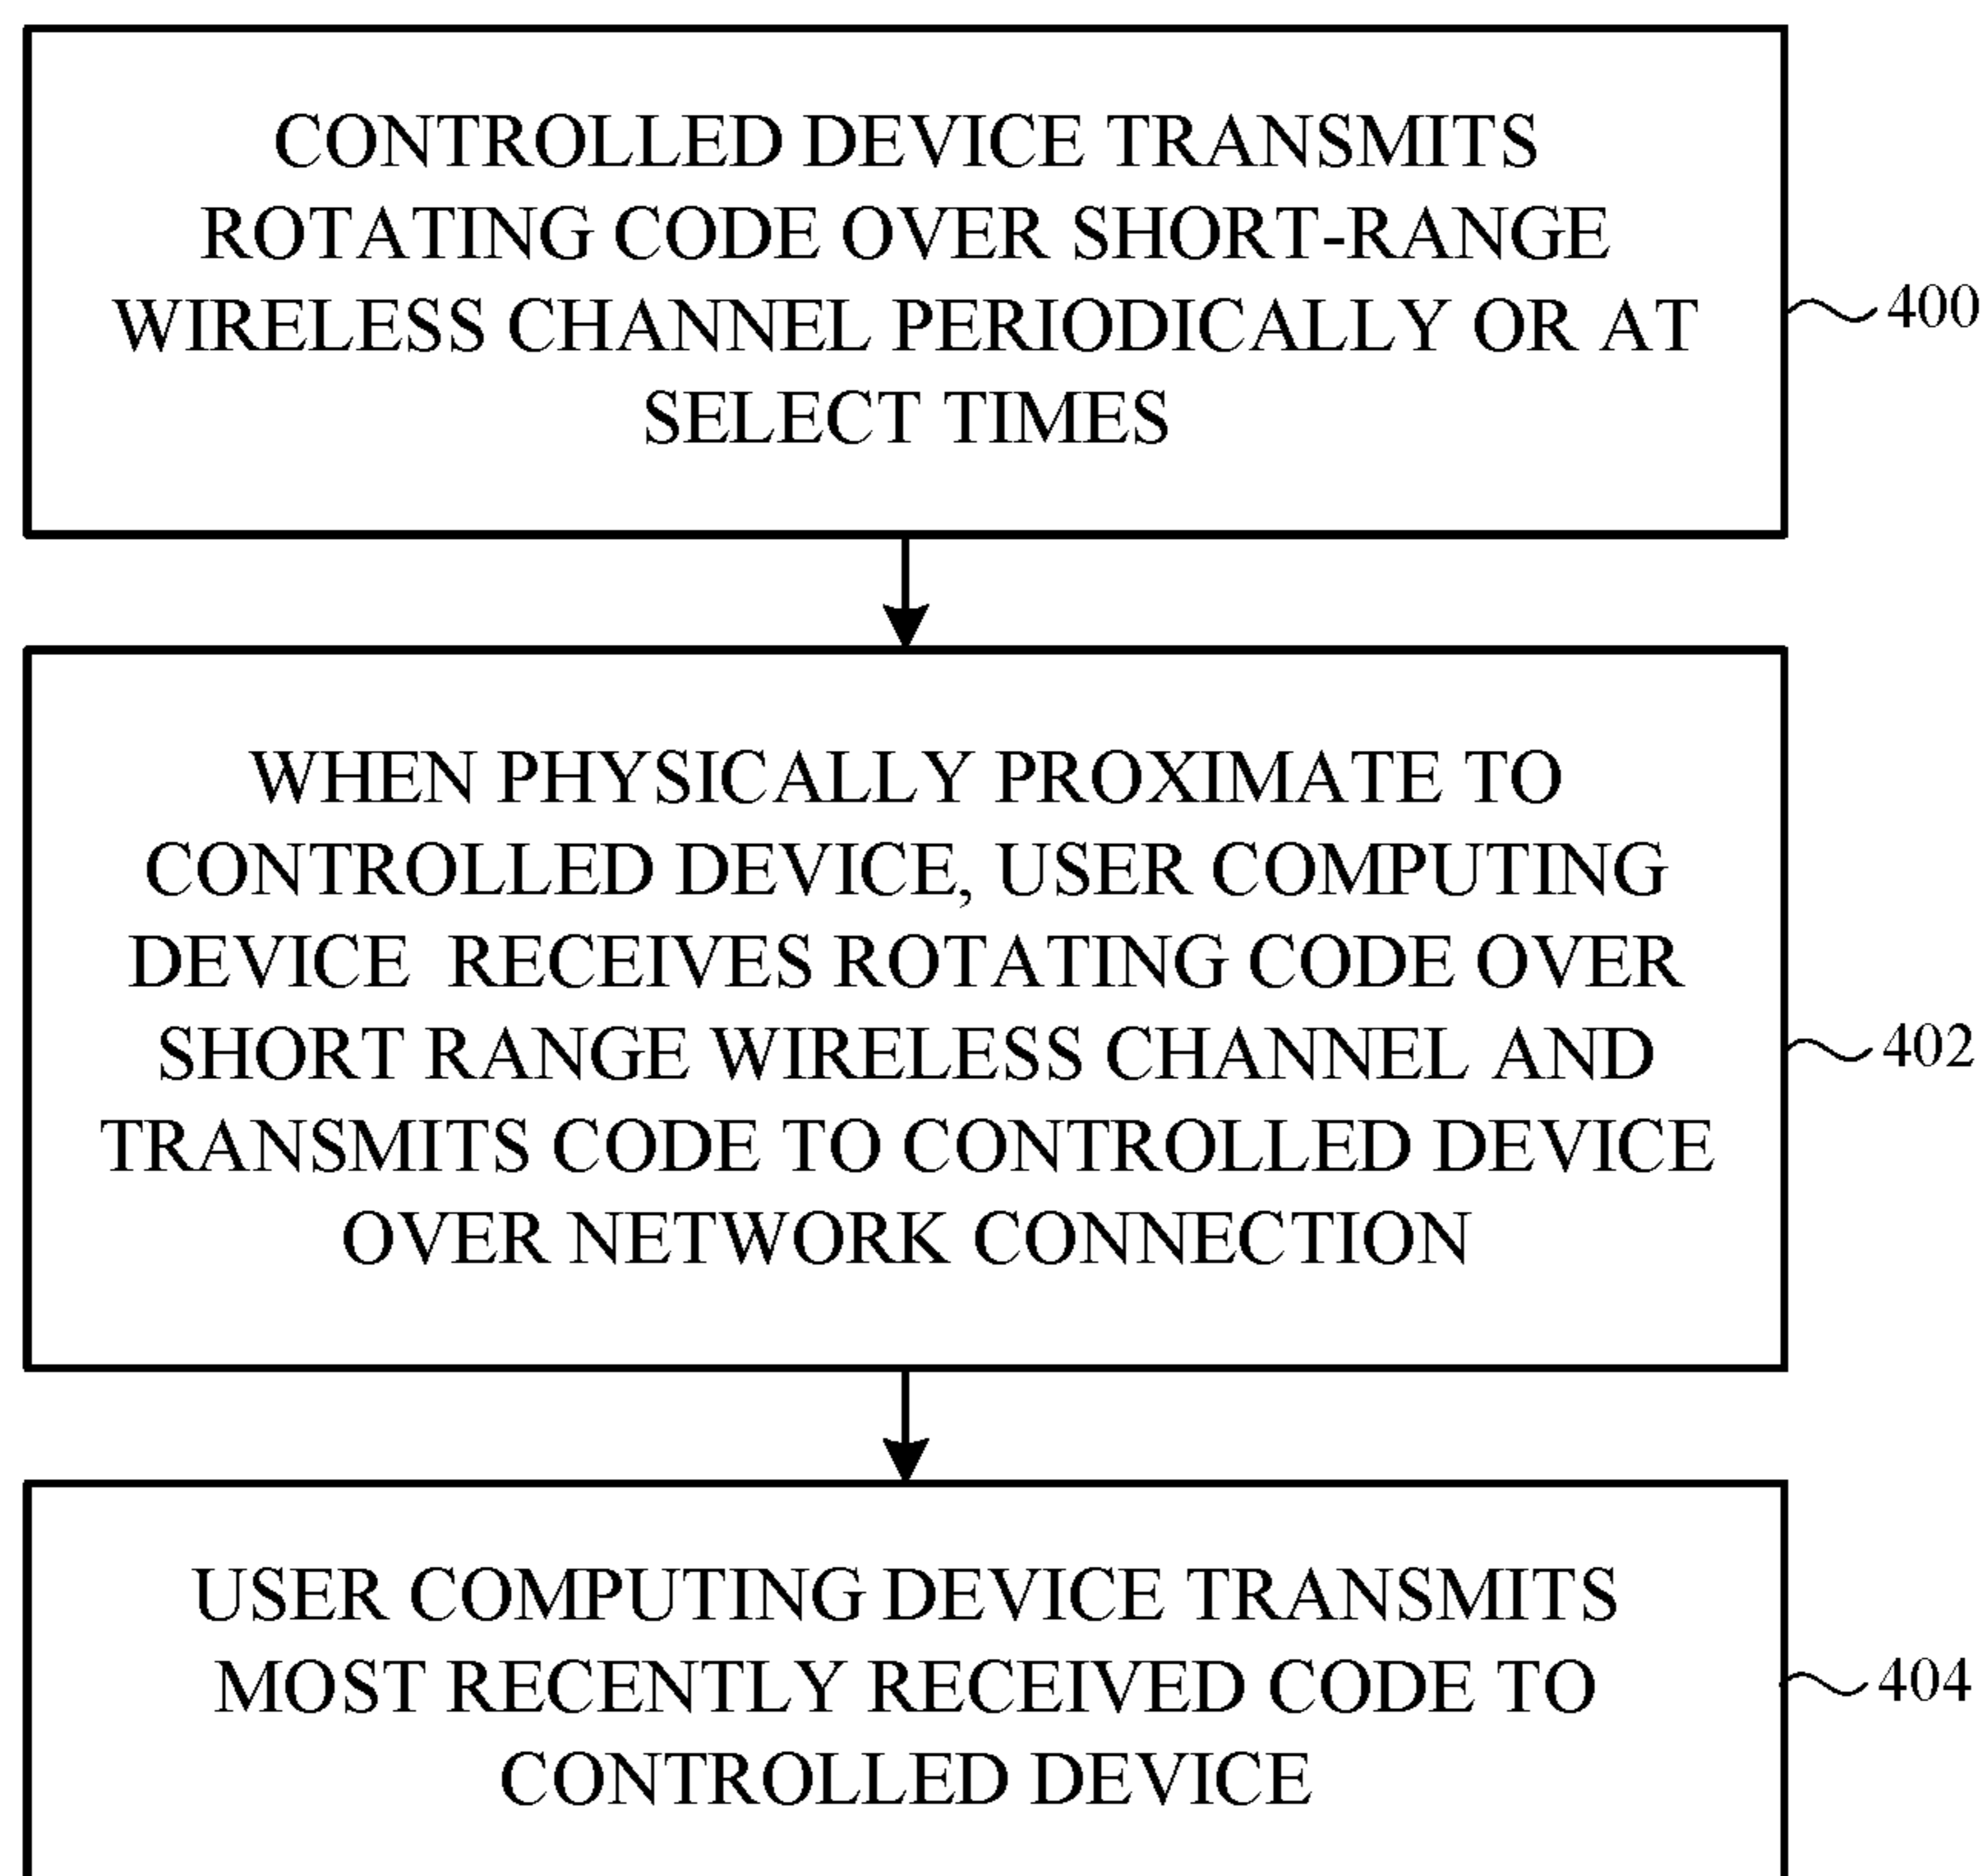 CONTROLLED DEVICE TRANSMITS
ROTATING CODE OVER SHORT-RANGE
WIRELESS CHANNEL PERIODICALLY OR AT
SELECT TIMES
400
WHEN PHYSICALLY PROXIMATE TO
CONTROLLED DEVICE, USER COMPUTING
DEVICE RECEIVES ROTATING CODE OVER
SHORT RANGE WIRELESS CHANNEL AND
TRANSMITS CODE TO CONTROLLED DEVICE
OVER NETWORK CONNECTION
402
USER COMPUTING DEVICE TRANSMITS
MOST RECENTLY RECEIVED CODE TO
CONTROLLED DEVICE
404